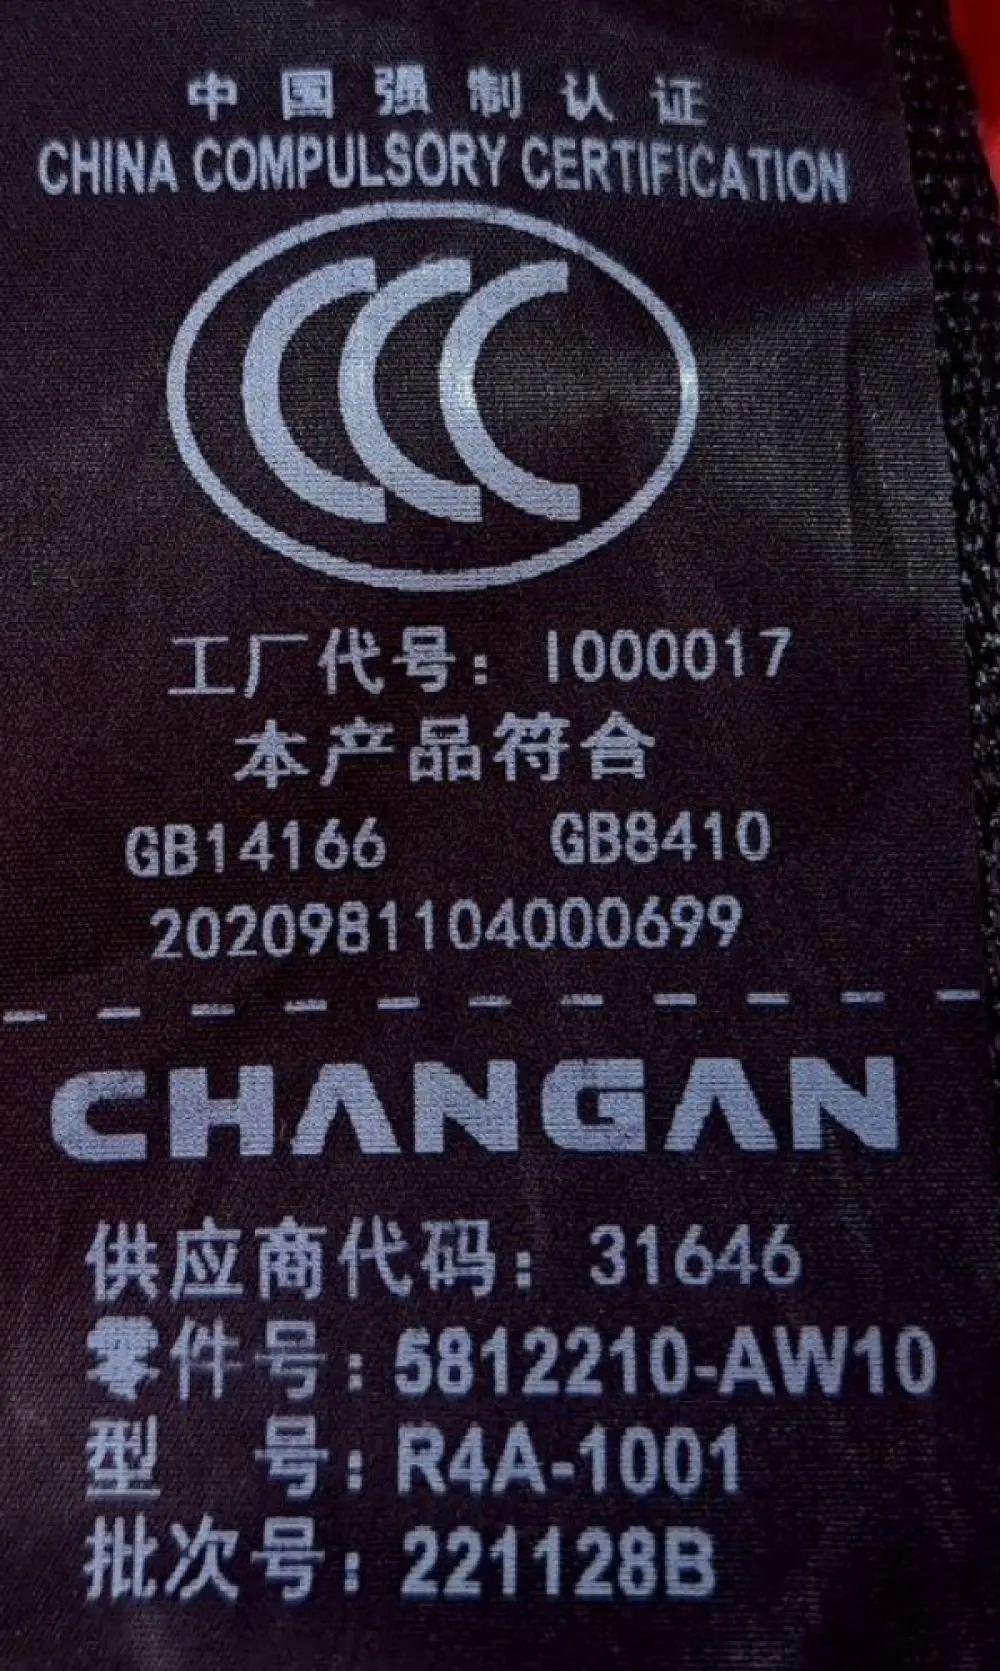 中国强制认证
CHINA COMPULSORY CERTIFICATION
CCC
工厂代号：I000017
本产品符合
GB14166 GB8410
2020981104000699
CHANGAN
供应商代码：31646
零件号：5812210-AW10
型 号：R4A-1001
批次号：221128B